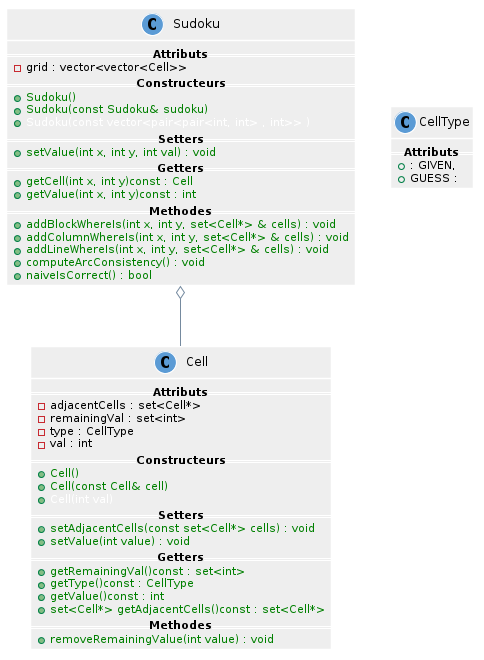 C Sudoku
Attributs
grid : vector<vector<Cell>>
Constructeurs
Sudoku()
Sudoku(const Sudoku& sudoku)
Sudoku(const vector<pair<pair<int, int> , int>> )
Setters
setValue(int x, int y, int val) : void
Getters
getCell(int x, int y)const : Cell
getValue(int x, int y)const : int
Methodes
addBlockWhereIs(int x, int y, set<Cell*> & cells) : void
addColumnWhereIs(int x, int y, set<Cell*> & cells) : void
addLineWhereIs(int x, int y, set<Cell*> & cells) : void
computeArcConsistency() : void
naiveIsCorrect() : bool
C CellType
Attributs
: GIVEN,
GUESS :
C Cell
Attributs
adjacentCells : set<Cell*>
remainingVal : set<int>
type : CellType
val : int
Constructeurs
Cell()
Cell(const Cell& cell)
Cell(int val)
Setters
setAdjacentCells(const set<Cell*> cells) : void
setValue(int value) : void
Getters
getRemainingVal()const : set<int>
getType()const : CellType
getValue()const : int
set<Cell*> getAdjacentCells()const : set<Cell*>
Methodes
removeRemainingValue(int value) : void